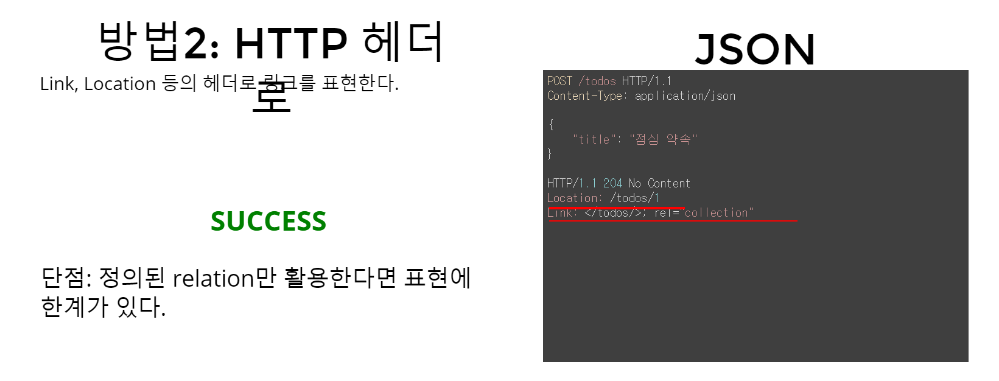 방법2: HTTP 헤더
로
Link, Location 등의 헤더로 링크를 표현한다.
SUCCESS
단점: 정의된 relation만 활용한다면 표현에
한계가 있다.
JSON
POST /todos HTTP/1.1
Content-Type: application/json
{
"title": "점심 약속"
}
HTTP/1.1 204 No Content
Location: /todos/1
Link: </todos/>; rel="collection"